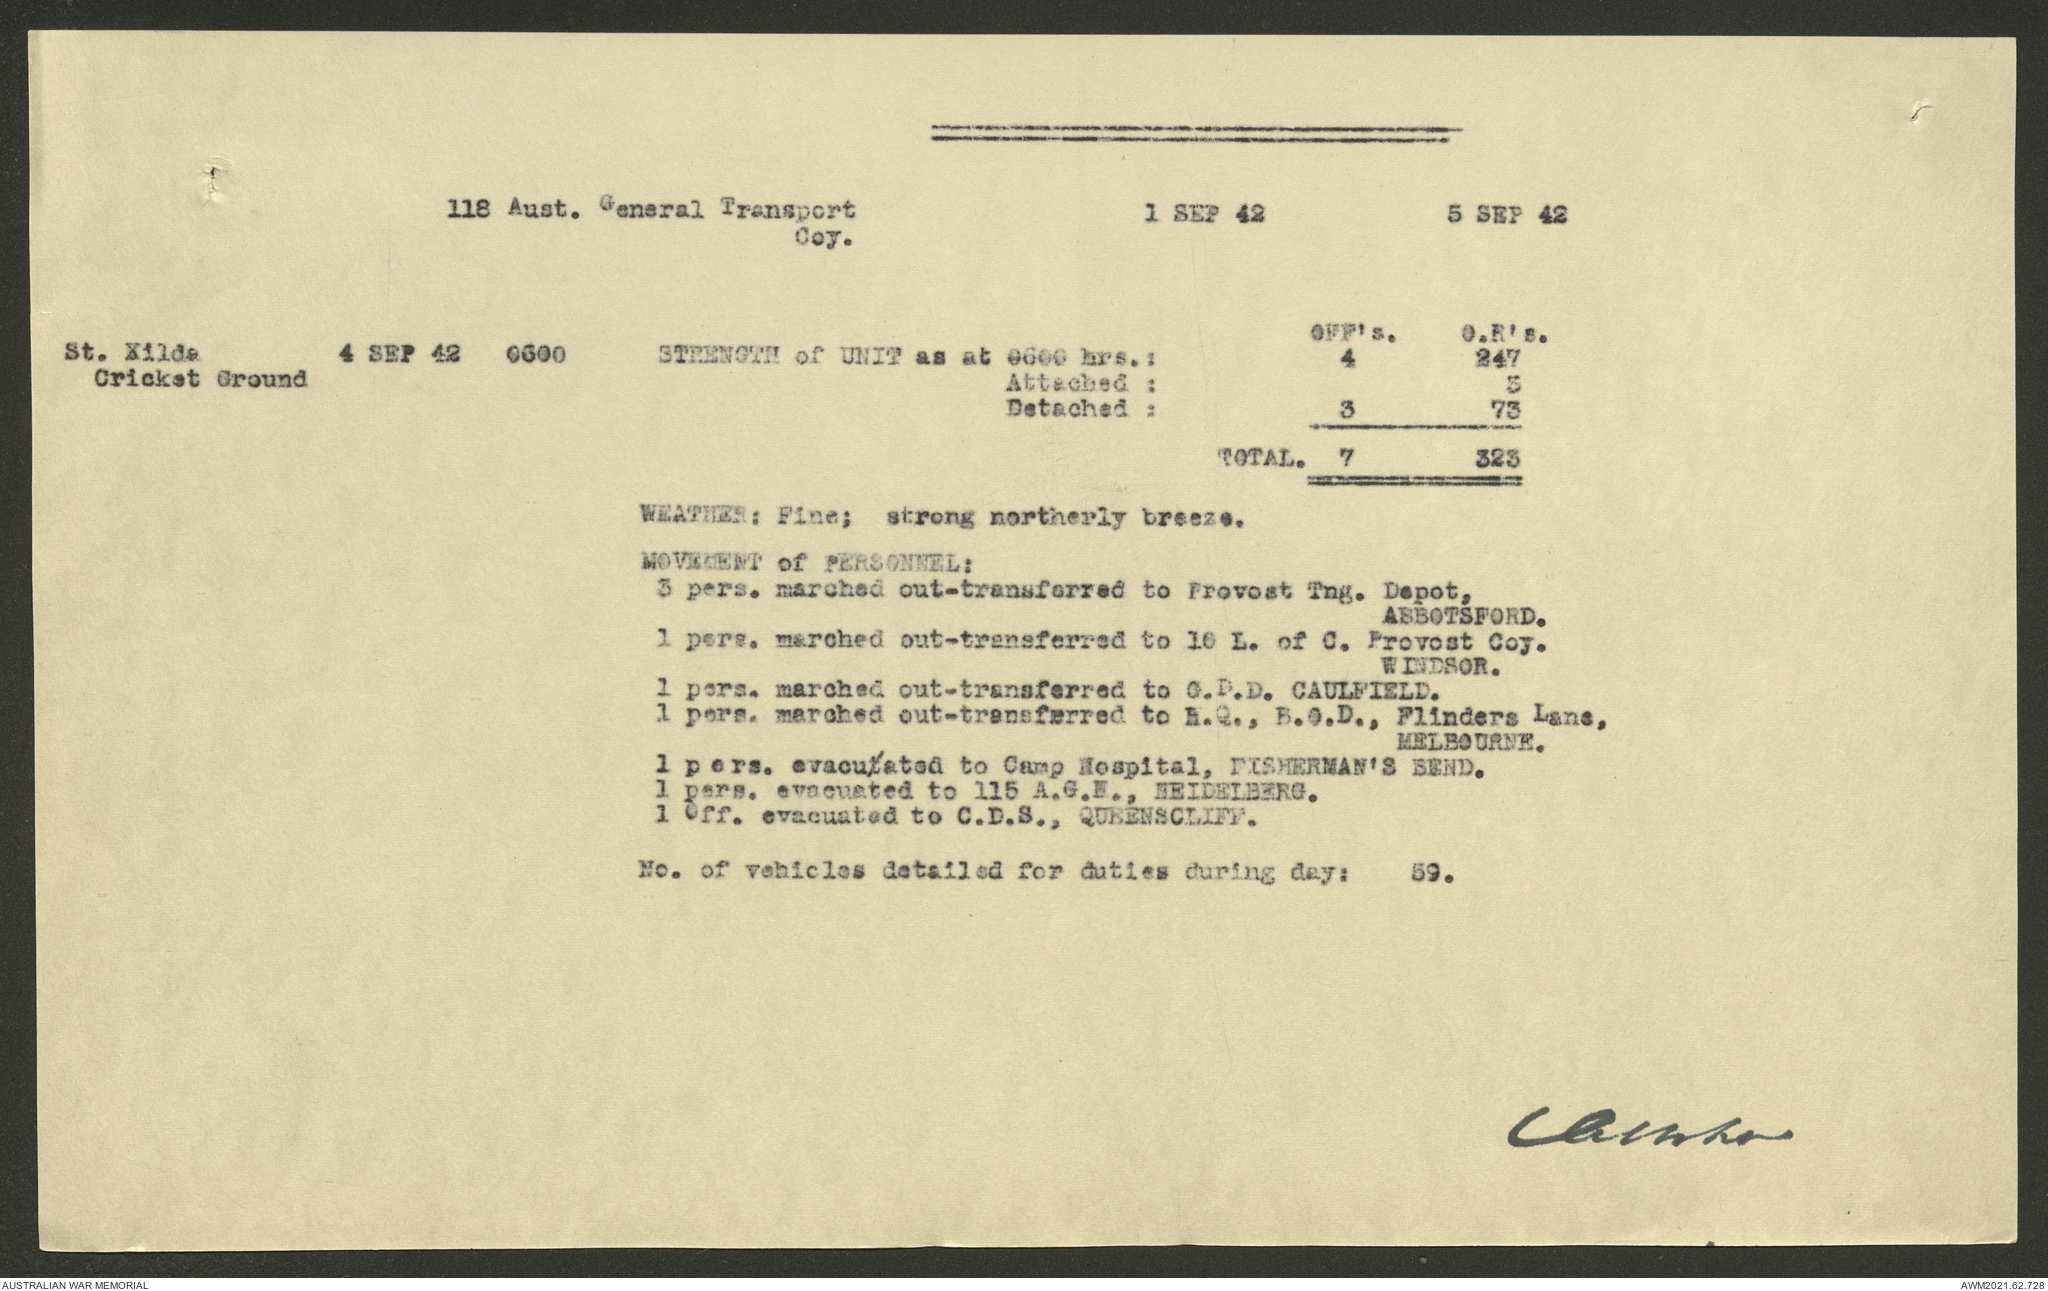 118 Aust. General Transport 1 SEP 42 5 SEP 42
Coy.
OFF's. O.R's.
St. Kilda 4 SEP 42 0600 STRENGTH of UNIT as at 0600 hrs.: 4 247
Cricket Ground Attached : 3
Detached : 3 73
TOTAL. 7 323
WEATHER: Fine; strong northerly breeze.
MOVEMENT of PERSONNEL:
3 pers. marched out-transferred to Provost Tng. Depot,
ABBOTSFORD.
1 pers. marched out-transferred to 10 L. of C. Provost Coy.
WINDSOR.
1 pers. marched out-transferred to G.D.D. CAULFIELD.
1 pers. marched out-transferred to H.Q., B.O.D., Flinders Lane,
MELBOURNE.
1 pers. evacuated to Camp Hospital, FISHERMAN'S BEND.
1 pers. evacuated to 115 A.G.H., HEIDELBERG.
1 Off. evacuated to C.D.S., QUEENSCLIFF.
No. of vehicles detailed for duties during day: 59.
AUSTRALIAN WAR MEMORIAL AWM2021.62.728